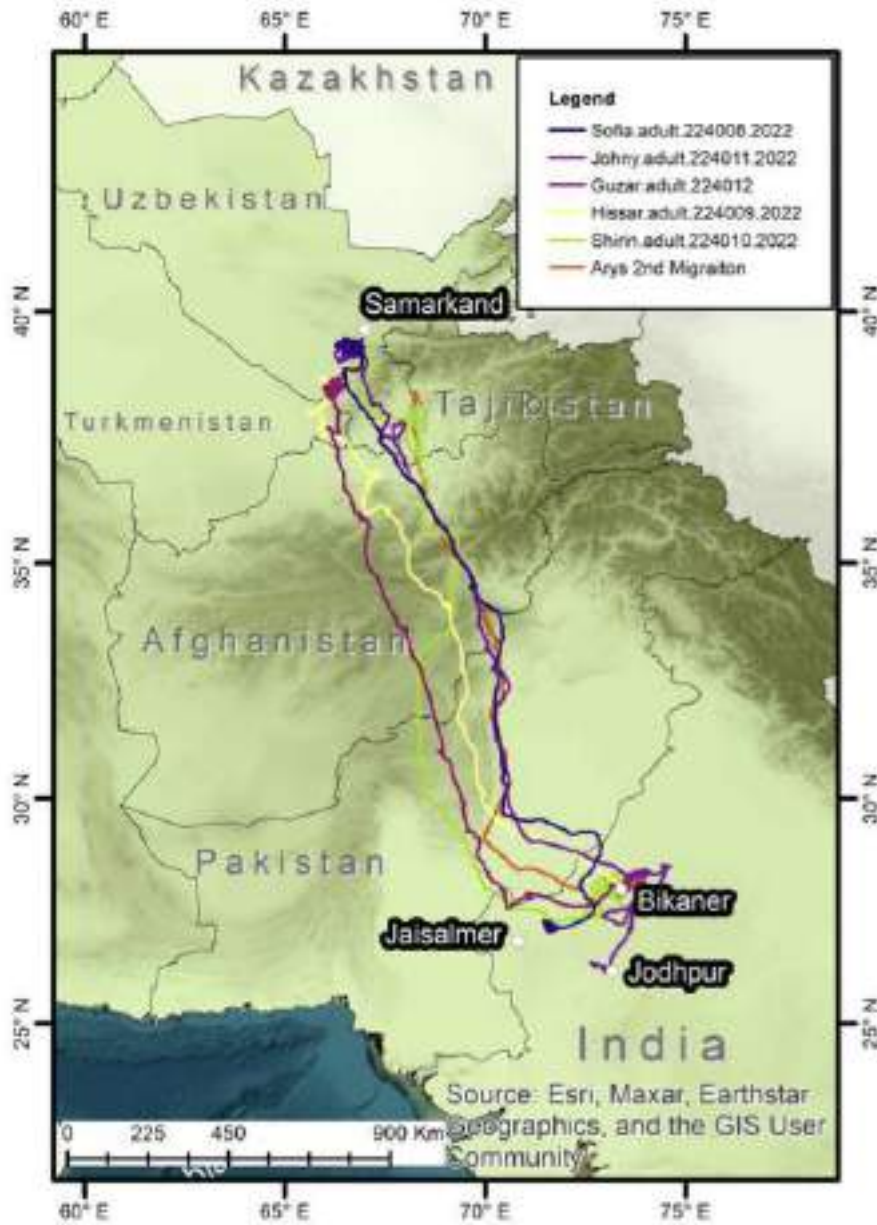 60° E 65° E 70° E 75° E
Kazakhstan
Legend
Sofia.adult.224008.2022
Johny.adult.224011.2022
Guzar.adult.224012
Hissar.adult.224009.2022
Shirin.adult.224010.2022
Arys 2nd Migraiton
Uzbekistan
40° N 40° N
Samarkand
Tajikistan
Turkmenistan
35° N 35° N
Afghanistan
30° N 30° N
Pakistan
Bikaner
Jaisalmer
Jodhpur
25° N 25° N
India
Source: Esri, Maxar, Earthstar
Geographics, and the GIS User
Community
0 225 450 900 Km
60° E 65° E 70° E 75° E